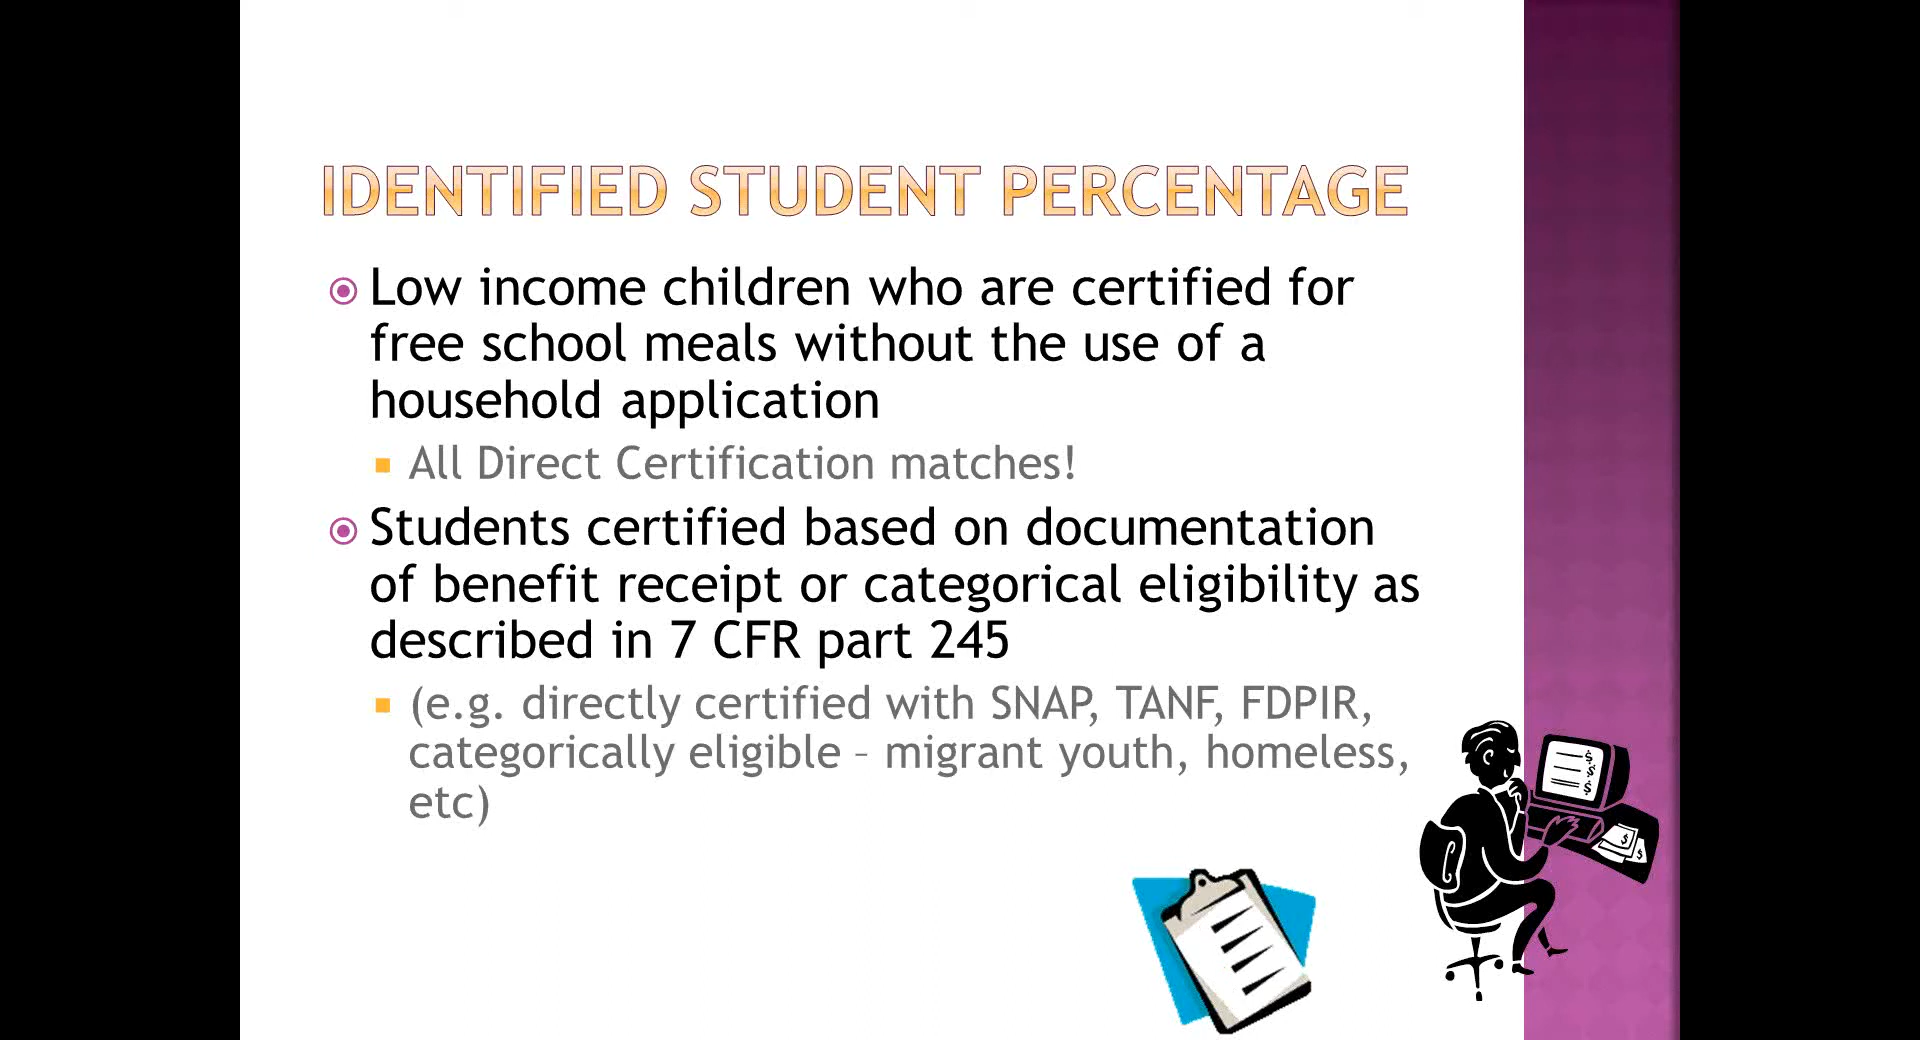 IDENTIFIED STUDENT PERCENTAGE
Low income children who are certified for
free school meals without the use of a
household application
All Direct Certification matches!
Students certified based on documentation
of benefit receipt or categorical eligibility as
described in 7 CFR part 245
(e.g. directly certified with SNAP, TANF, FDPIR,
categorically eligible – migrant youth, homeless,
etc)
$
$
$
$
$